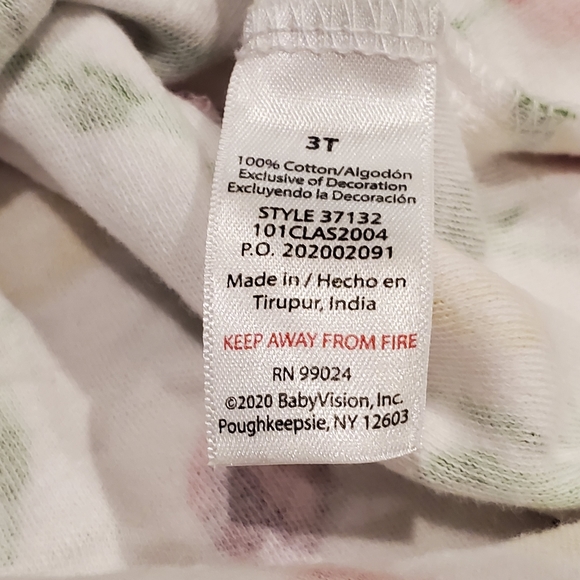 3T
100% Cotton/Algodón
Exclusive of Decoration
Excluyendo la Decoración
STYLE 37132
101CLAS2004
P.O. 202002091
Made in / Hecho en
Tirupur, India
KEEP AWAY FROM FIRE
RN 99024
©2020 BabyVision, Inc.
Poughkeepsie, NY 12603